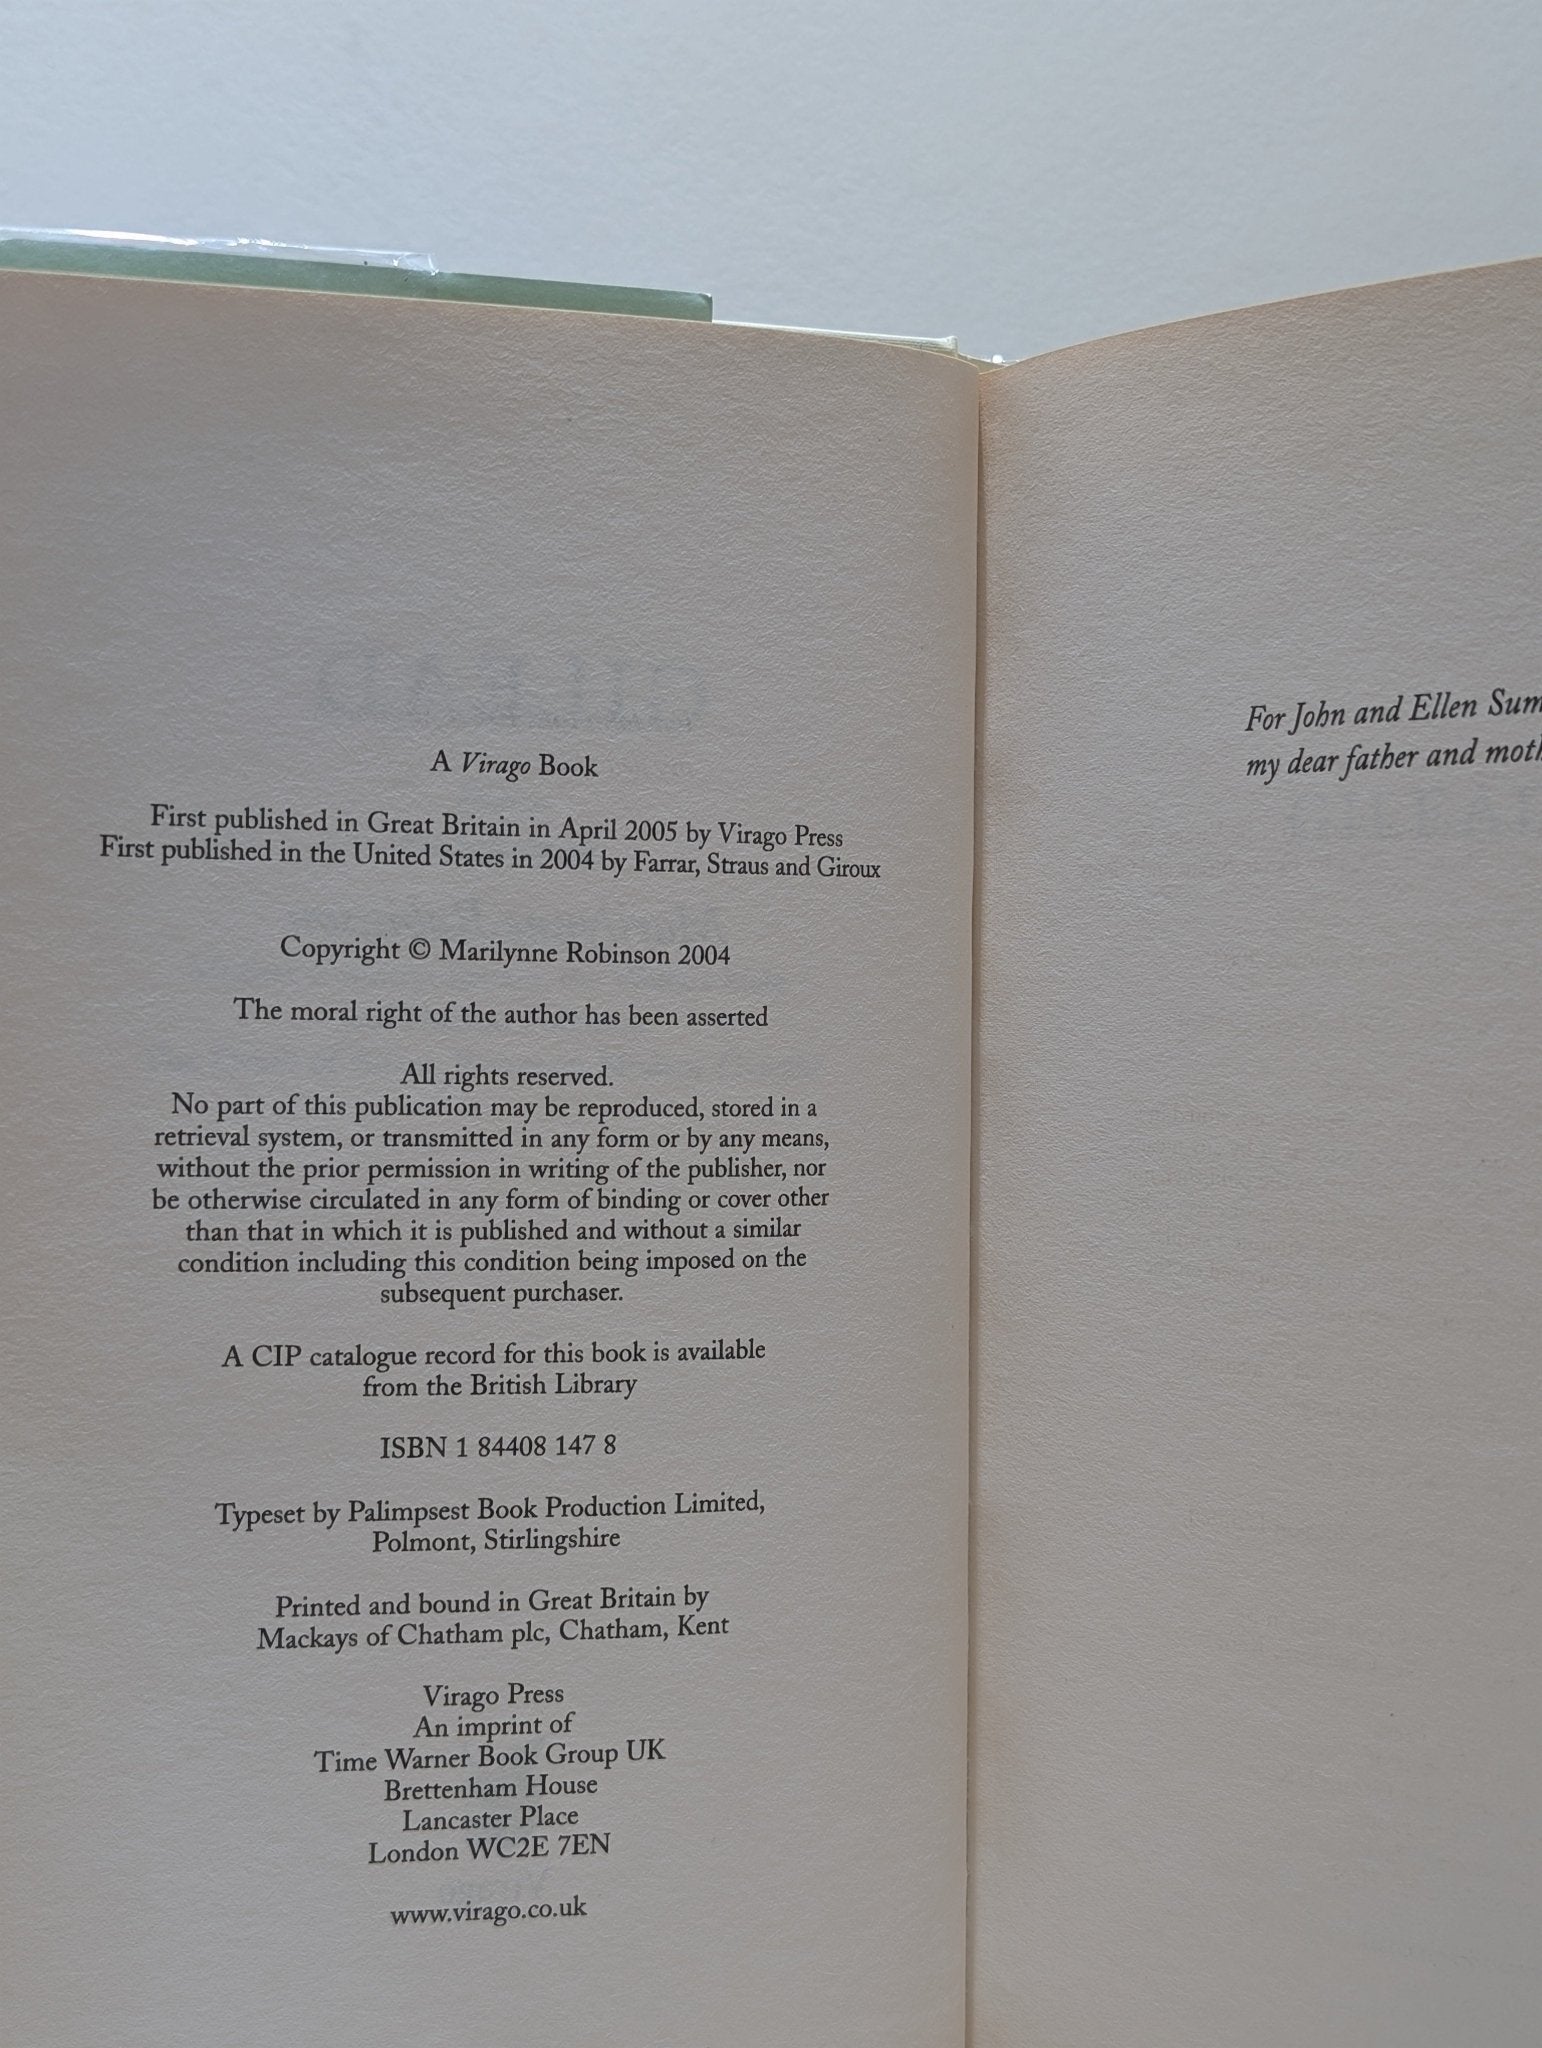 A Virago Book
First published in Great Britain in April 2005 by Virago Press
First published in the United States in 2004 by Farrar, Straus and Giroux
Copyright © Marilynne Robinson 2004
The moral right of the author has been asserted
All rights reserved.
No part of this publication may be reproduced, stored in a
retrieval system, or transmitted in any form or by any means,
without the prior permission in writing of the publisher, nor
be otherwise circulated in any form of binding or cover other
than that in which it is published and without a similar
condition including this condition being imposed on the
subsequent purchaser.
A CIP catalogue record for this book is available
from the British Library
ISBN 1 84408 147 8
Typeset by Palimpsest Book Production Limited,
Polmont, Stirlingshire
Printed and bound in Great Britain by
Mackays of Chatham plc, Chatham, Kent
Virago Press
An imprint of
Time Warner Book Group UK
Brettenham House
Lancaster Place
London WC2E 7EN
www.virago.co.uk
For John and Ellen
my dear father and